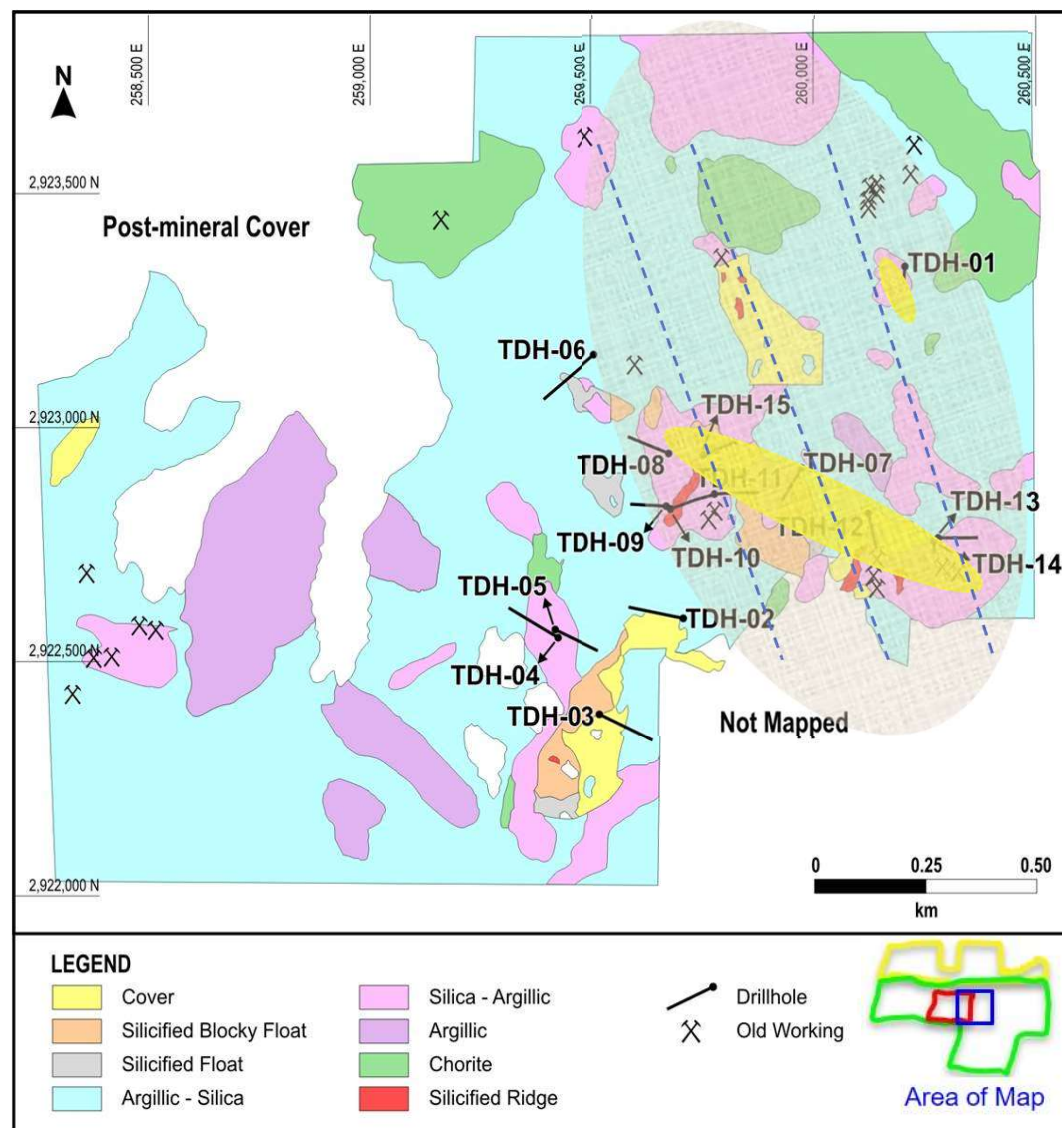 258,500 E
259,000 E
259,500 E
260,000 E
260,500 E
N
2,923,500 N
Post-mineral Cover
TDH-01
TDH-06
2,923,000 N
TDH-15
TDH-08
TDH-07
TDH-11
TDH-13
TDH-12
TDH-09
TDH-10
TDH-14
TDH-05
TDH-02
2,922,500 N
TDH-04
TDH-03
Not Mapped
0 0.25 0.50
km
2,922,000 N
LEGEND
Cover
Silicified Blocky Float
Silicified Float
Argillic - Silica
Silica - Argillic
Argillic
Chorite
Silicified Ridge
Drillhole
Old Working
Area of Map